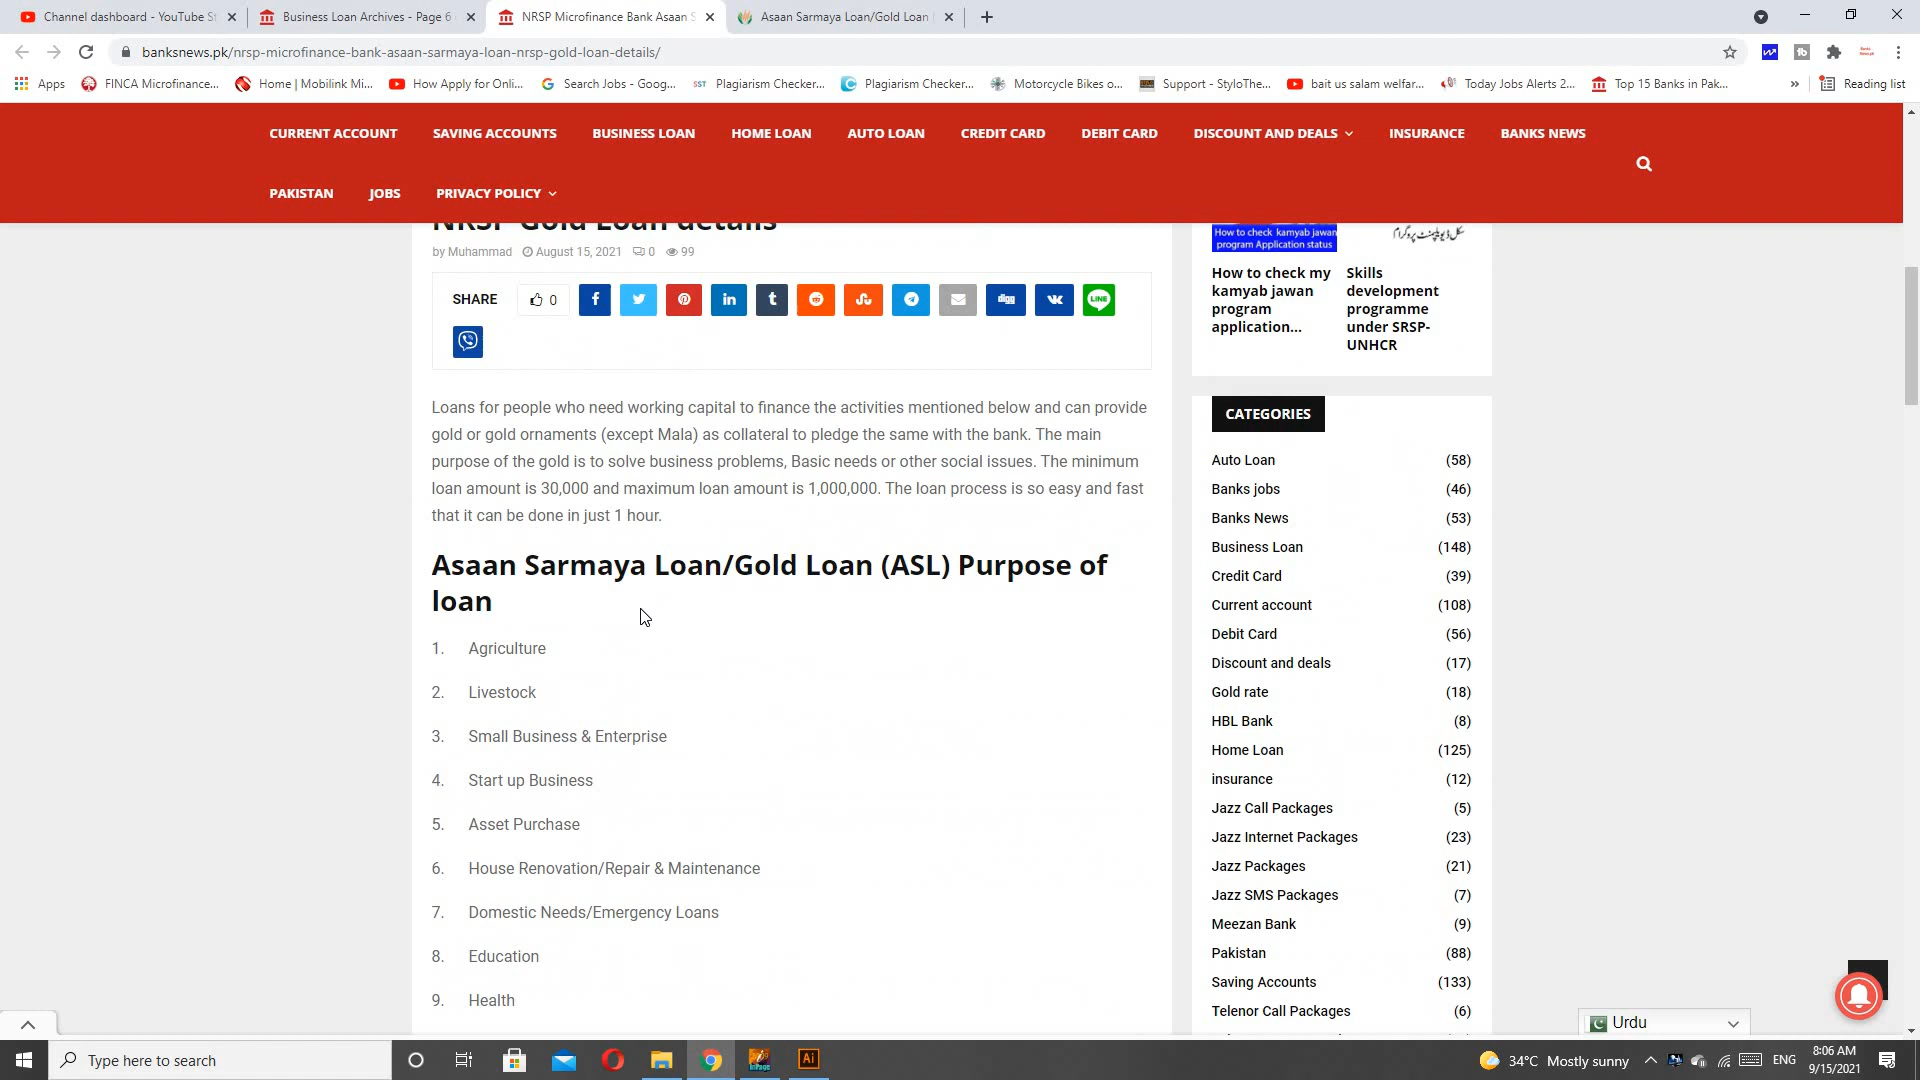 Channel dashboard - YouTube St
Business Loan Archives - Page 6
NRSP Microfinance Bank Asaan S
Asaan Sarmaya Loan/Gold Loan
banksnews.pk/nrsp-microfinance-bank-asaan-sarmaya-loan-nrsp-gold-loan-details/
Apps
FINCA Microfinance...
Home | Mobilink Mi...
How Apply for Onli...
Search Jobs - Goog...
SST Plagiarism Checker...
Plagiarism Checker...
Motorcycle Bikes o...
Support - StyloThe...
bait us salam welfar...
Today Jobs Alerts 2...
Top 15 Banks in Pak...
»
Reading list
CURRENT ACCOUNT SAVING ACCOUNTS BUSINESS LOAN HOME LOAN AUTO LOAN CREDIT CARD DEBIT CARD DISCOUNT AND DEALS INSURANCE BANKS NEWS
PAKISTAN JOBS PRIVACY POLICY
NRSP Gold Loan details
by Muhammad August 15, 2021 0 99
SHARE 0
digg
LINE
Loans for people who need working capital to finance the activities mentioned below and can provide
gold or gold ornaments (except Mala) as collateral to pledge the same with the bank. The main
purpose of the gold is to solve business problems, Basic needs or other social issues. The minimum
loan amount is 30,000 and maximum loan amount is 1,000,000. The loan process is so easy and fast
that it can be done in just 1 hour.
Asaan Sarmaya Loan/Gold Loan (ASL) Purpose of
loan
1. Agriculture
2. Livestock
3. Small Business & Enterprise
4. Start up Business
5. Asset Purchase
6. House Renovation/Repair & Maintenance
7. Domestic Needs/Emergency Loans
8. Education
9. Health
How to check kamyab jawan
program Application status
سکل ڈیویلپمنٹ پروگرام
How to check my
kamyab jawan
program
application...
Skills
development
programme
under SRSP-
UNHCR
CATEGORIES
Auto Loan (58)
Banks jobs (46)
Banks News (53)
Business Loan (148)
Credit Card (39)
Current account (108)
Debit Card (56)
Discount and deals (17)
Gold rate (18)
HBL Bank (8)
Home Loan (125)
insurance (12)
Jazz Call Packages (5)
Jazz Internet Packages (23)
Jazz Packages (21)
Jazz SMS Packages (7)
Meezan Bank (9)
Pakistan (88)
Saving Accounts (133)
Telenor Call Packages (6)
Urdu
Type here to search
Ai
34°C Mostly sunny
ENG
8:06 AM
9/15/2021